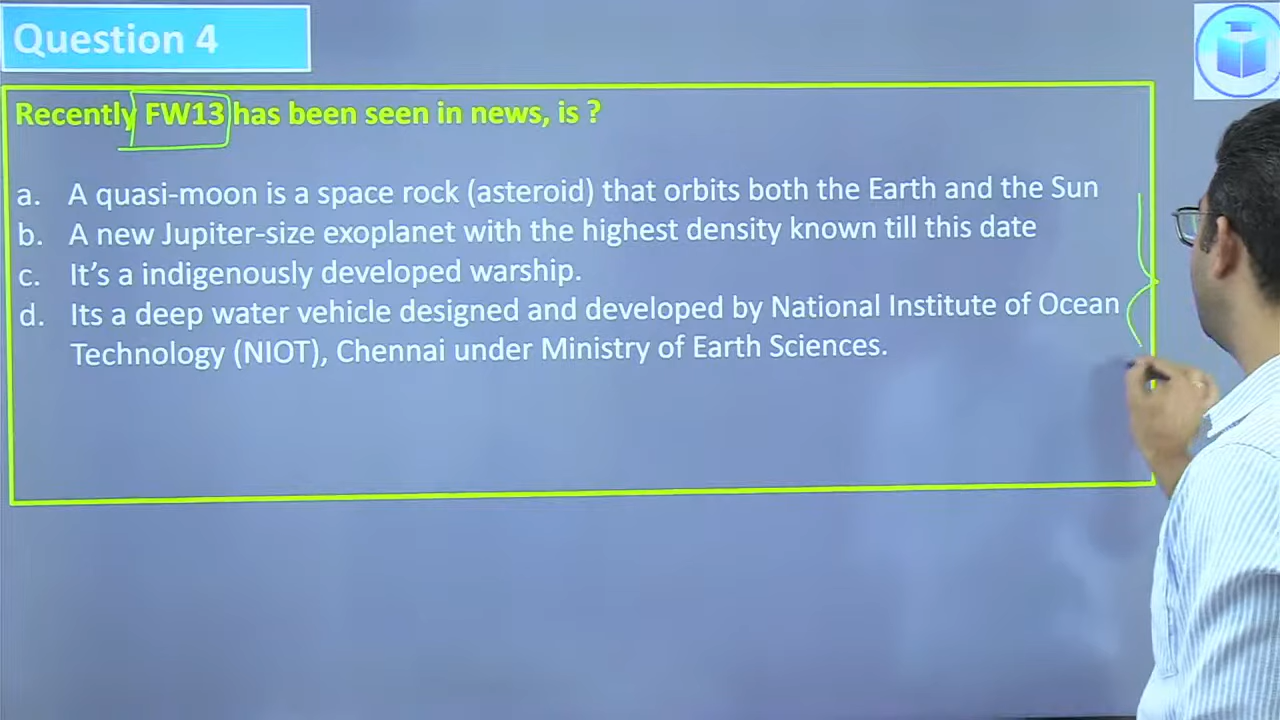 Question 4
Recently FW13 has been seen in news, is ?
a. A quasi-moon is a space rock (asteroid) that orbits both the Earth and the Sun
b. A new Jupiter-size exoplanet with the highest density known till this date
c. It's a indigenously developed warship.
d. Its a deep water vehicle designed and developed by National Institute of Ocean
Technology (NIOT), Chennai under Ministry of Earth Sciences.